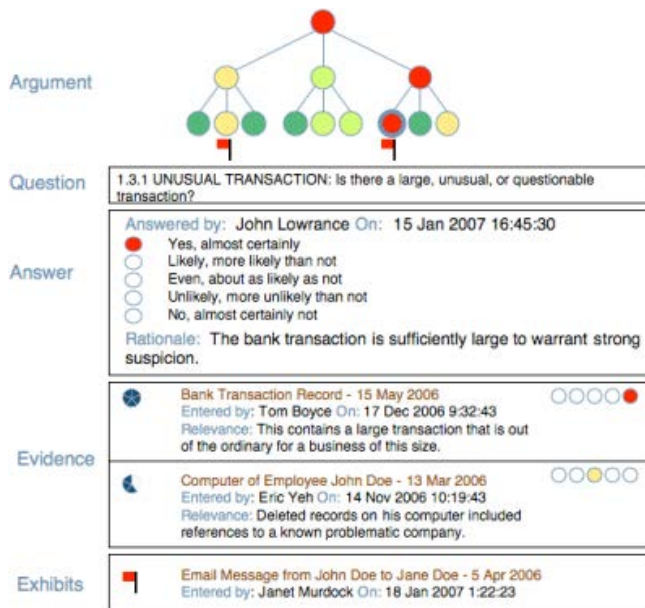 Argument
Question
1.3.1 UNUSUAL TRANSACTION: Is there a large, unusual, or questionable
transaction?
Answer
Answered by: John Lowrance On: 15 Jan 2007 16:45:30
Yes, almost certainly
Likely, more likely than not
Even, about as likely as not
Unlikely, more unlikely than not
No, almost certainly not
Rationale: The bank transaction is sufficiently large to warrant strong
suspicion.
Evidence
Bank Transaction Record - 15 May 2006
Entered by: Tom Boyce On: 17 Dec 2006 9:32:43
Relevance: This contains a large transaction that is out
of the ordinary for a business of this size.
Computer of Employee John Doe - 13 Mar 2006
Entered by: Eric Yeh On: 14 Nov 2006 10:19:43
Relevance: Deleted records on his computer included
references to a known problematic company.
Exhibits
Email Message from John Doe to Jane Doe - 5 Apr 2006
Entered by: Janet Murdock On: 18 Jan 2007 1:22:23